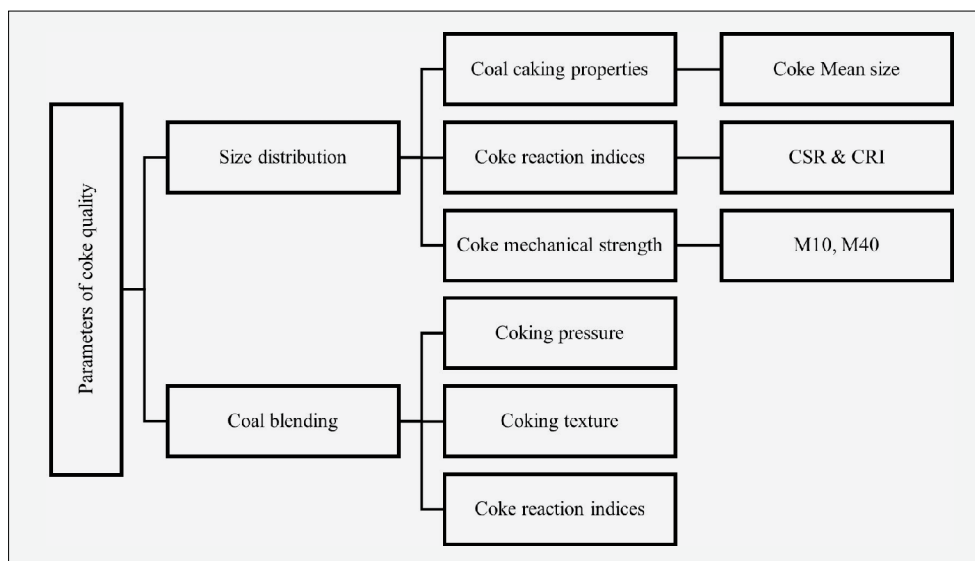 Parameters of coke quality
Size distribution
Coal caking properties
Coke Mean size
Coke reaction indices
CSR & CRI
Coke mechanical strength
M10, M40
Coal blending
Coking pressure
Coking texture
Coke reaction indices